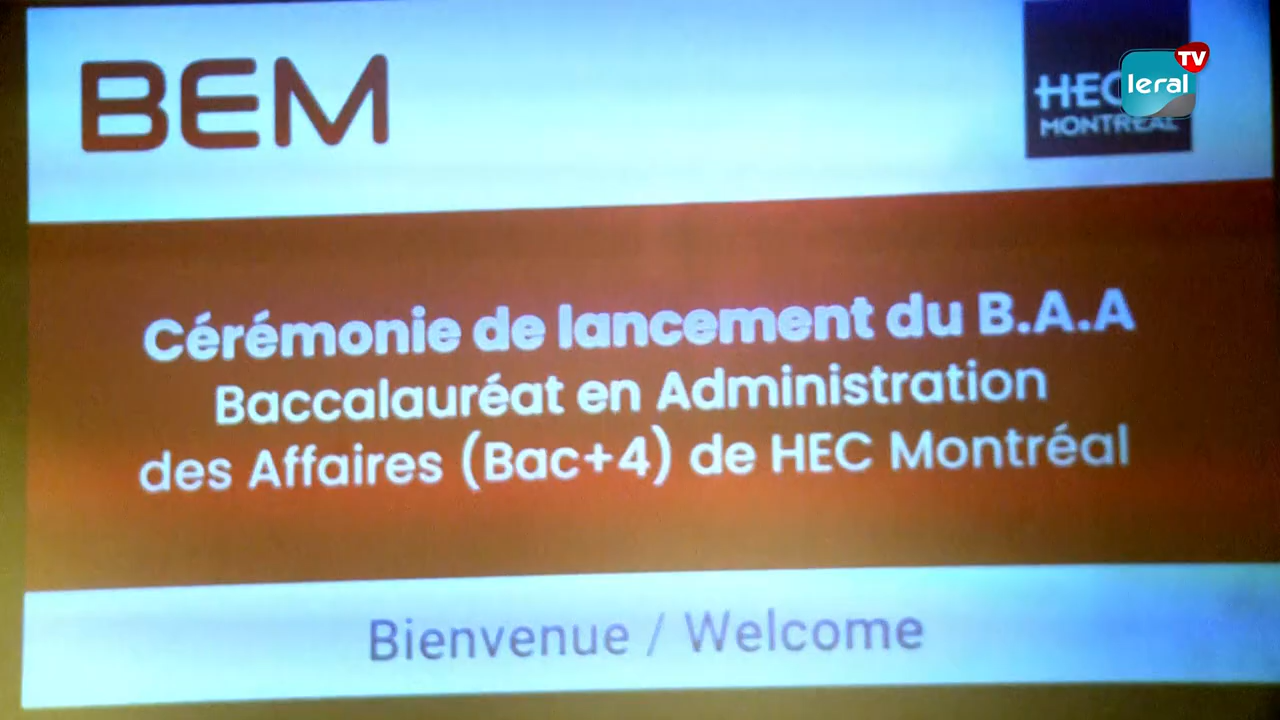 BEM
HEC
MONTRÉAL
leral
TV
Cérémonie de lancement du B.A.A
Baccalauréat en Administration
des Affaires (Bac+4) de HEC Montréal
Bienvenue / Welcome